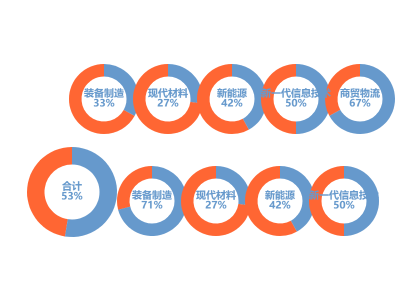 装备制造
33%
现代材料
27%
新能源
42%
一代信息技
50%
商贸物流
67%
合计
53%
装备制造
71%
现代材料
27%
新能源
42%
一代信息技
50%